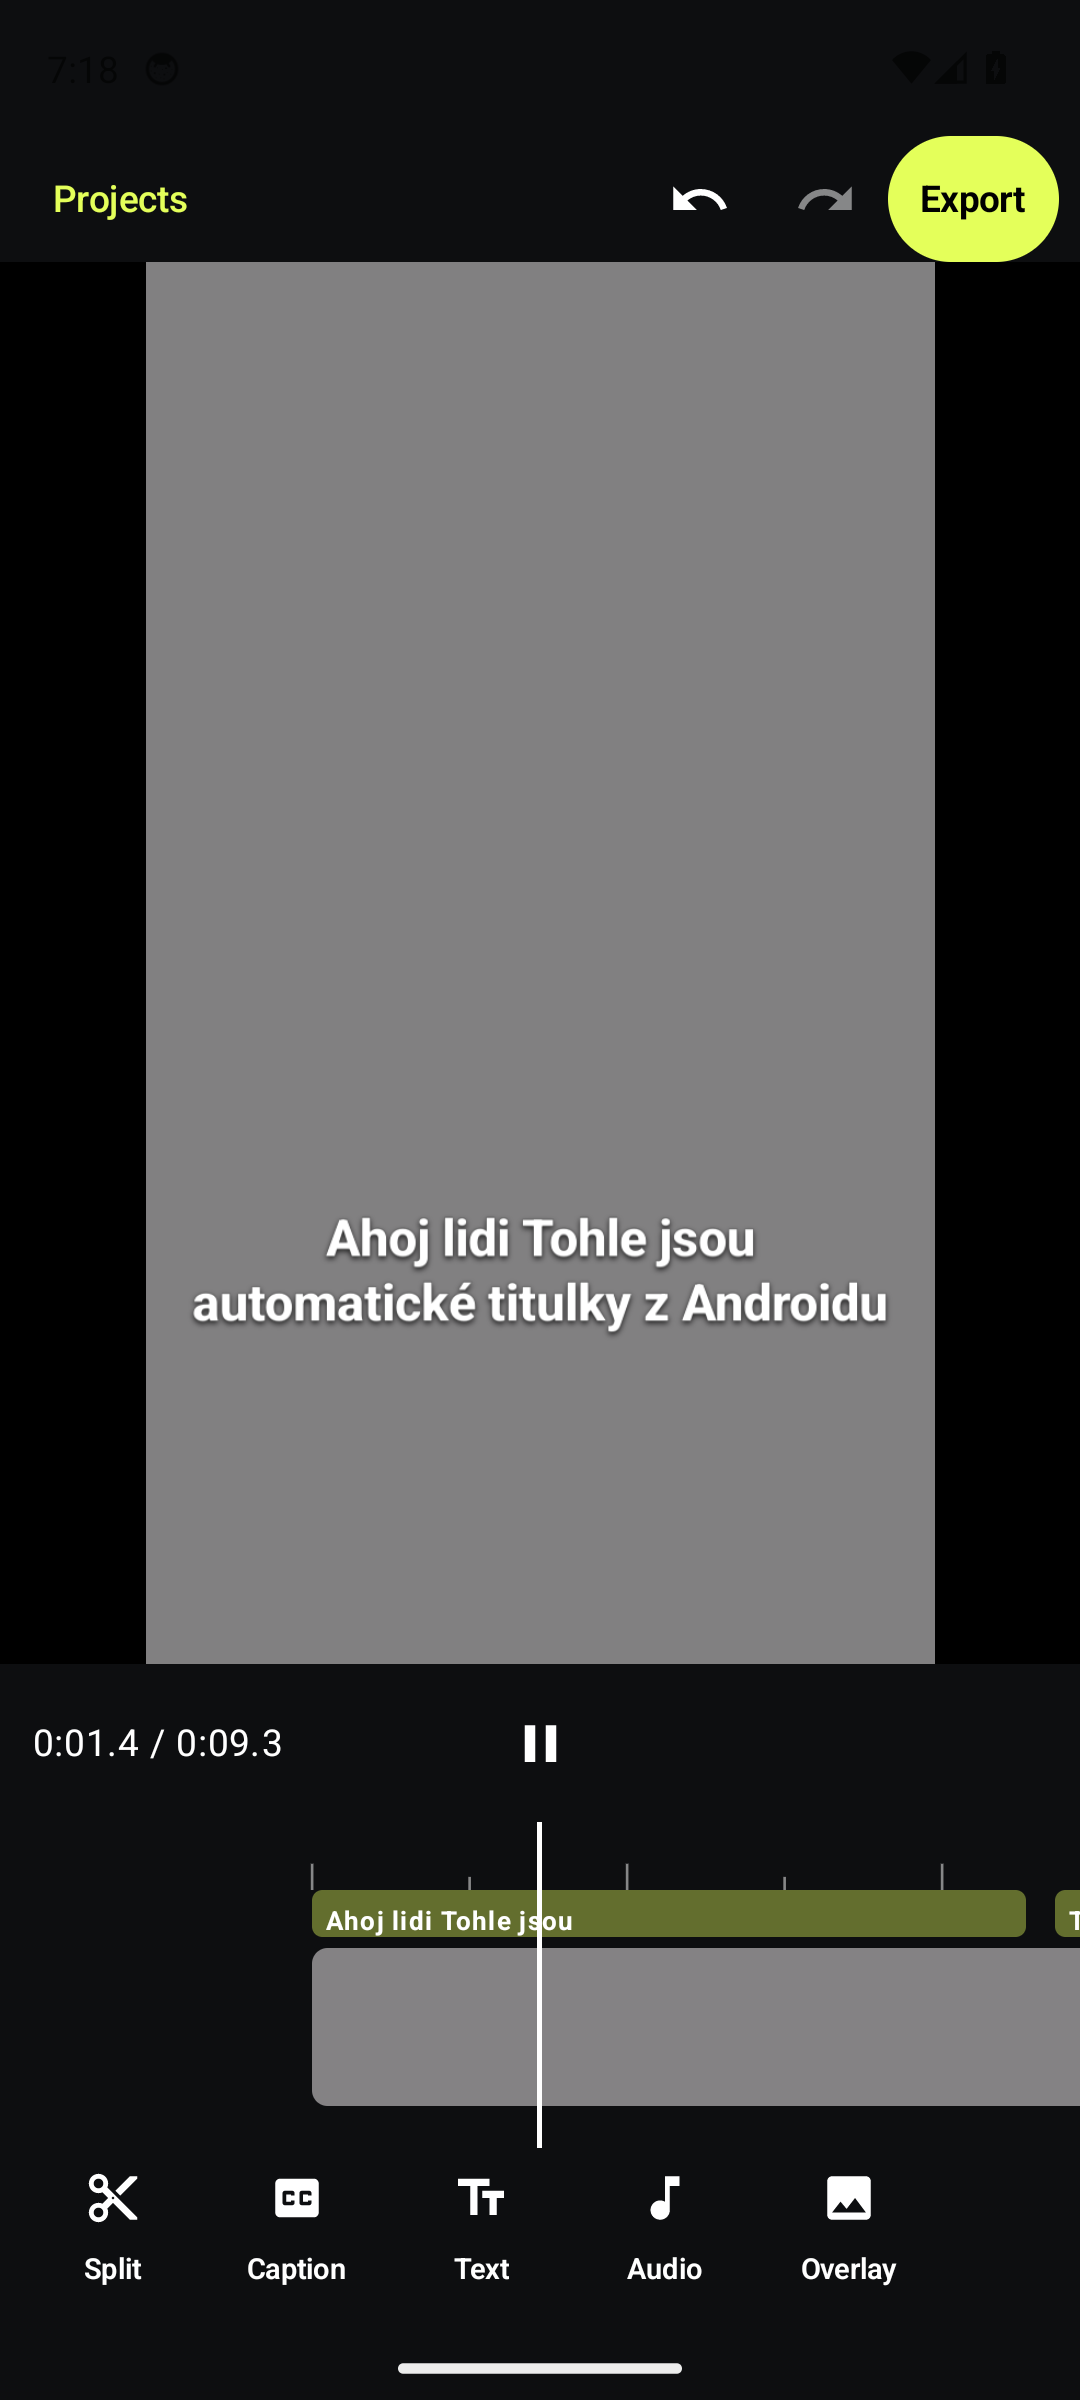 7:18
Projects
Export
Ahoj lidi Tohle jsou
automatické titulky z Androidu
0:01.4 / 0:09.3
Ahoj lidi Tohle jsou
T
CC
Split
Caption
Text
Audio
Overlay